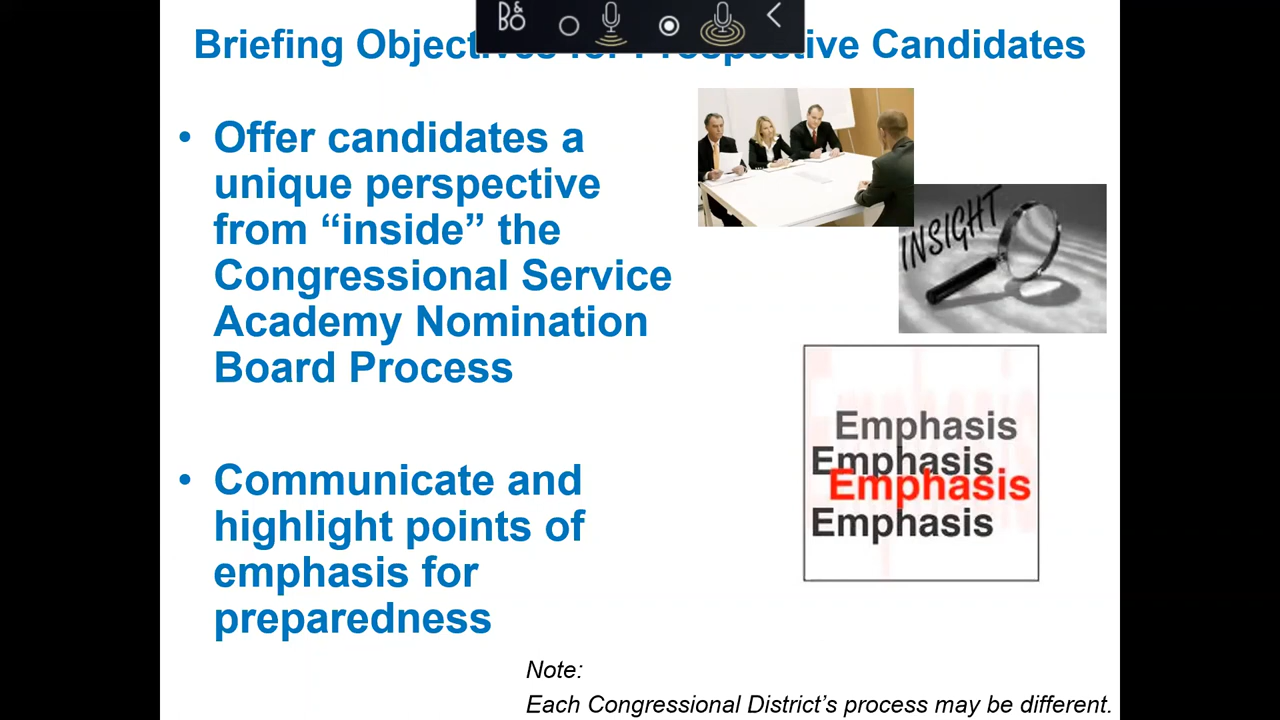 B&O
Briefing Objectives for Prospective Candidates
• Offer candidates a
unique perspective
from “inside” the
Congressional Service
Academy Nomination
Board Process
INSIGHT
Emphasis
Emphasis
Emphasis
Emphasis
• Communicate and
highlight points of
emphasis for
preparedness
Note:
Each Congressional District’s process may be different.